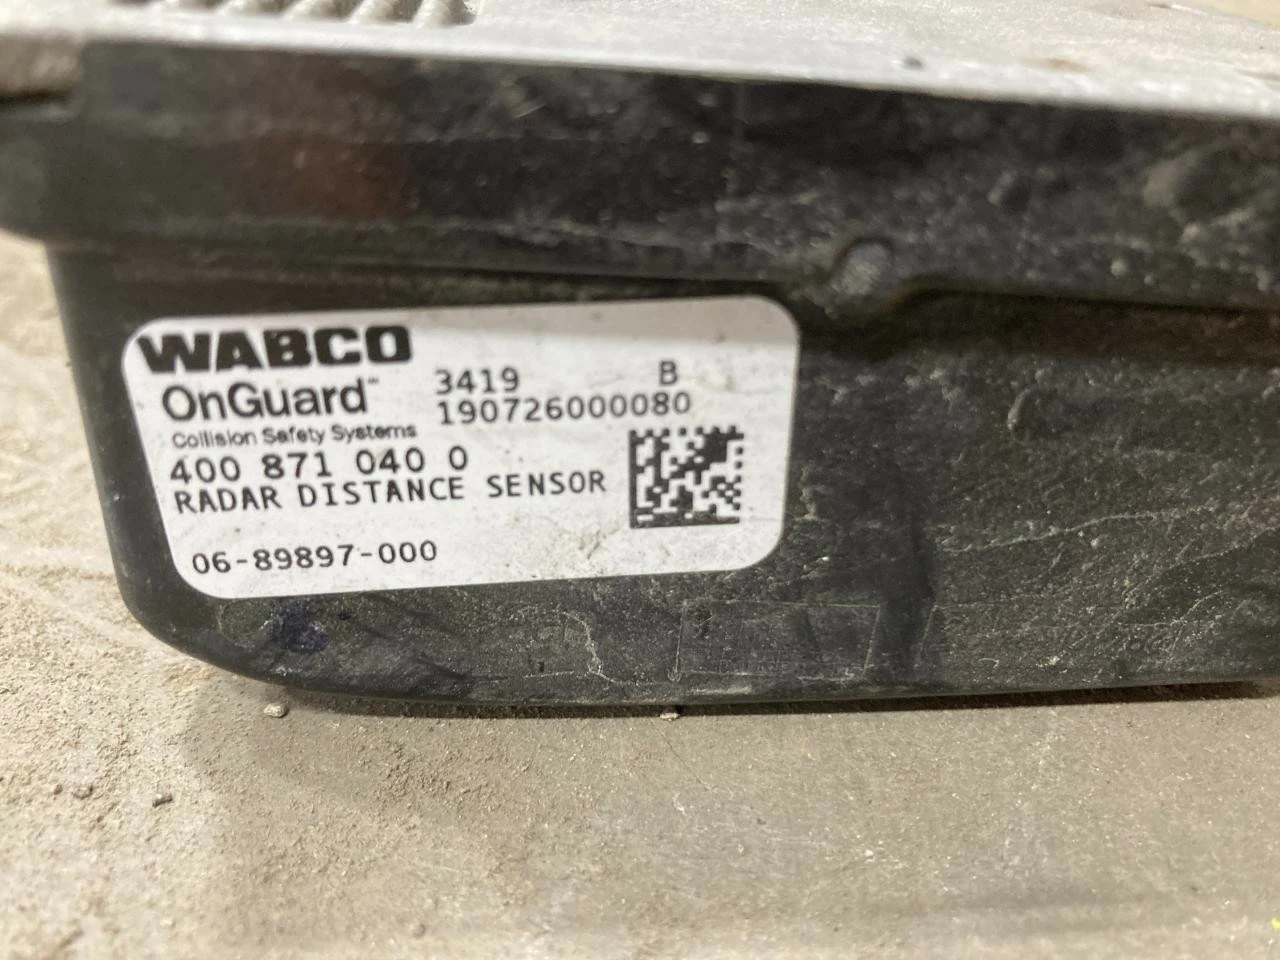 WABCO
OnGuard™
Collision Safety Systems
3419 B
190726000080
400 871 040 0
RADAR DISTANCE SENSOR
06-89897-000